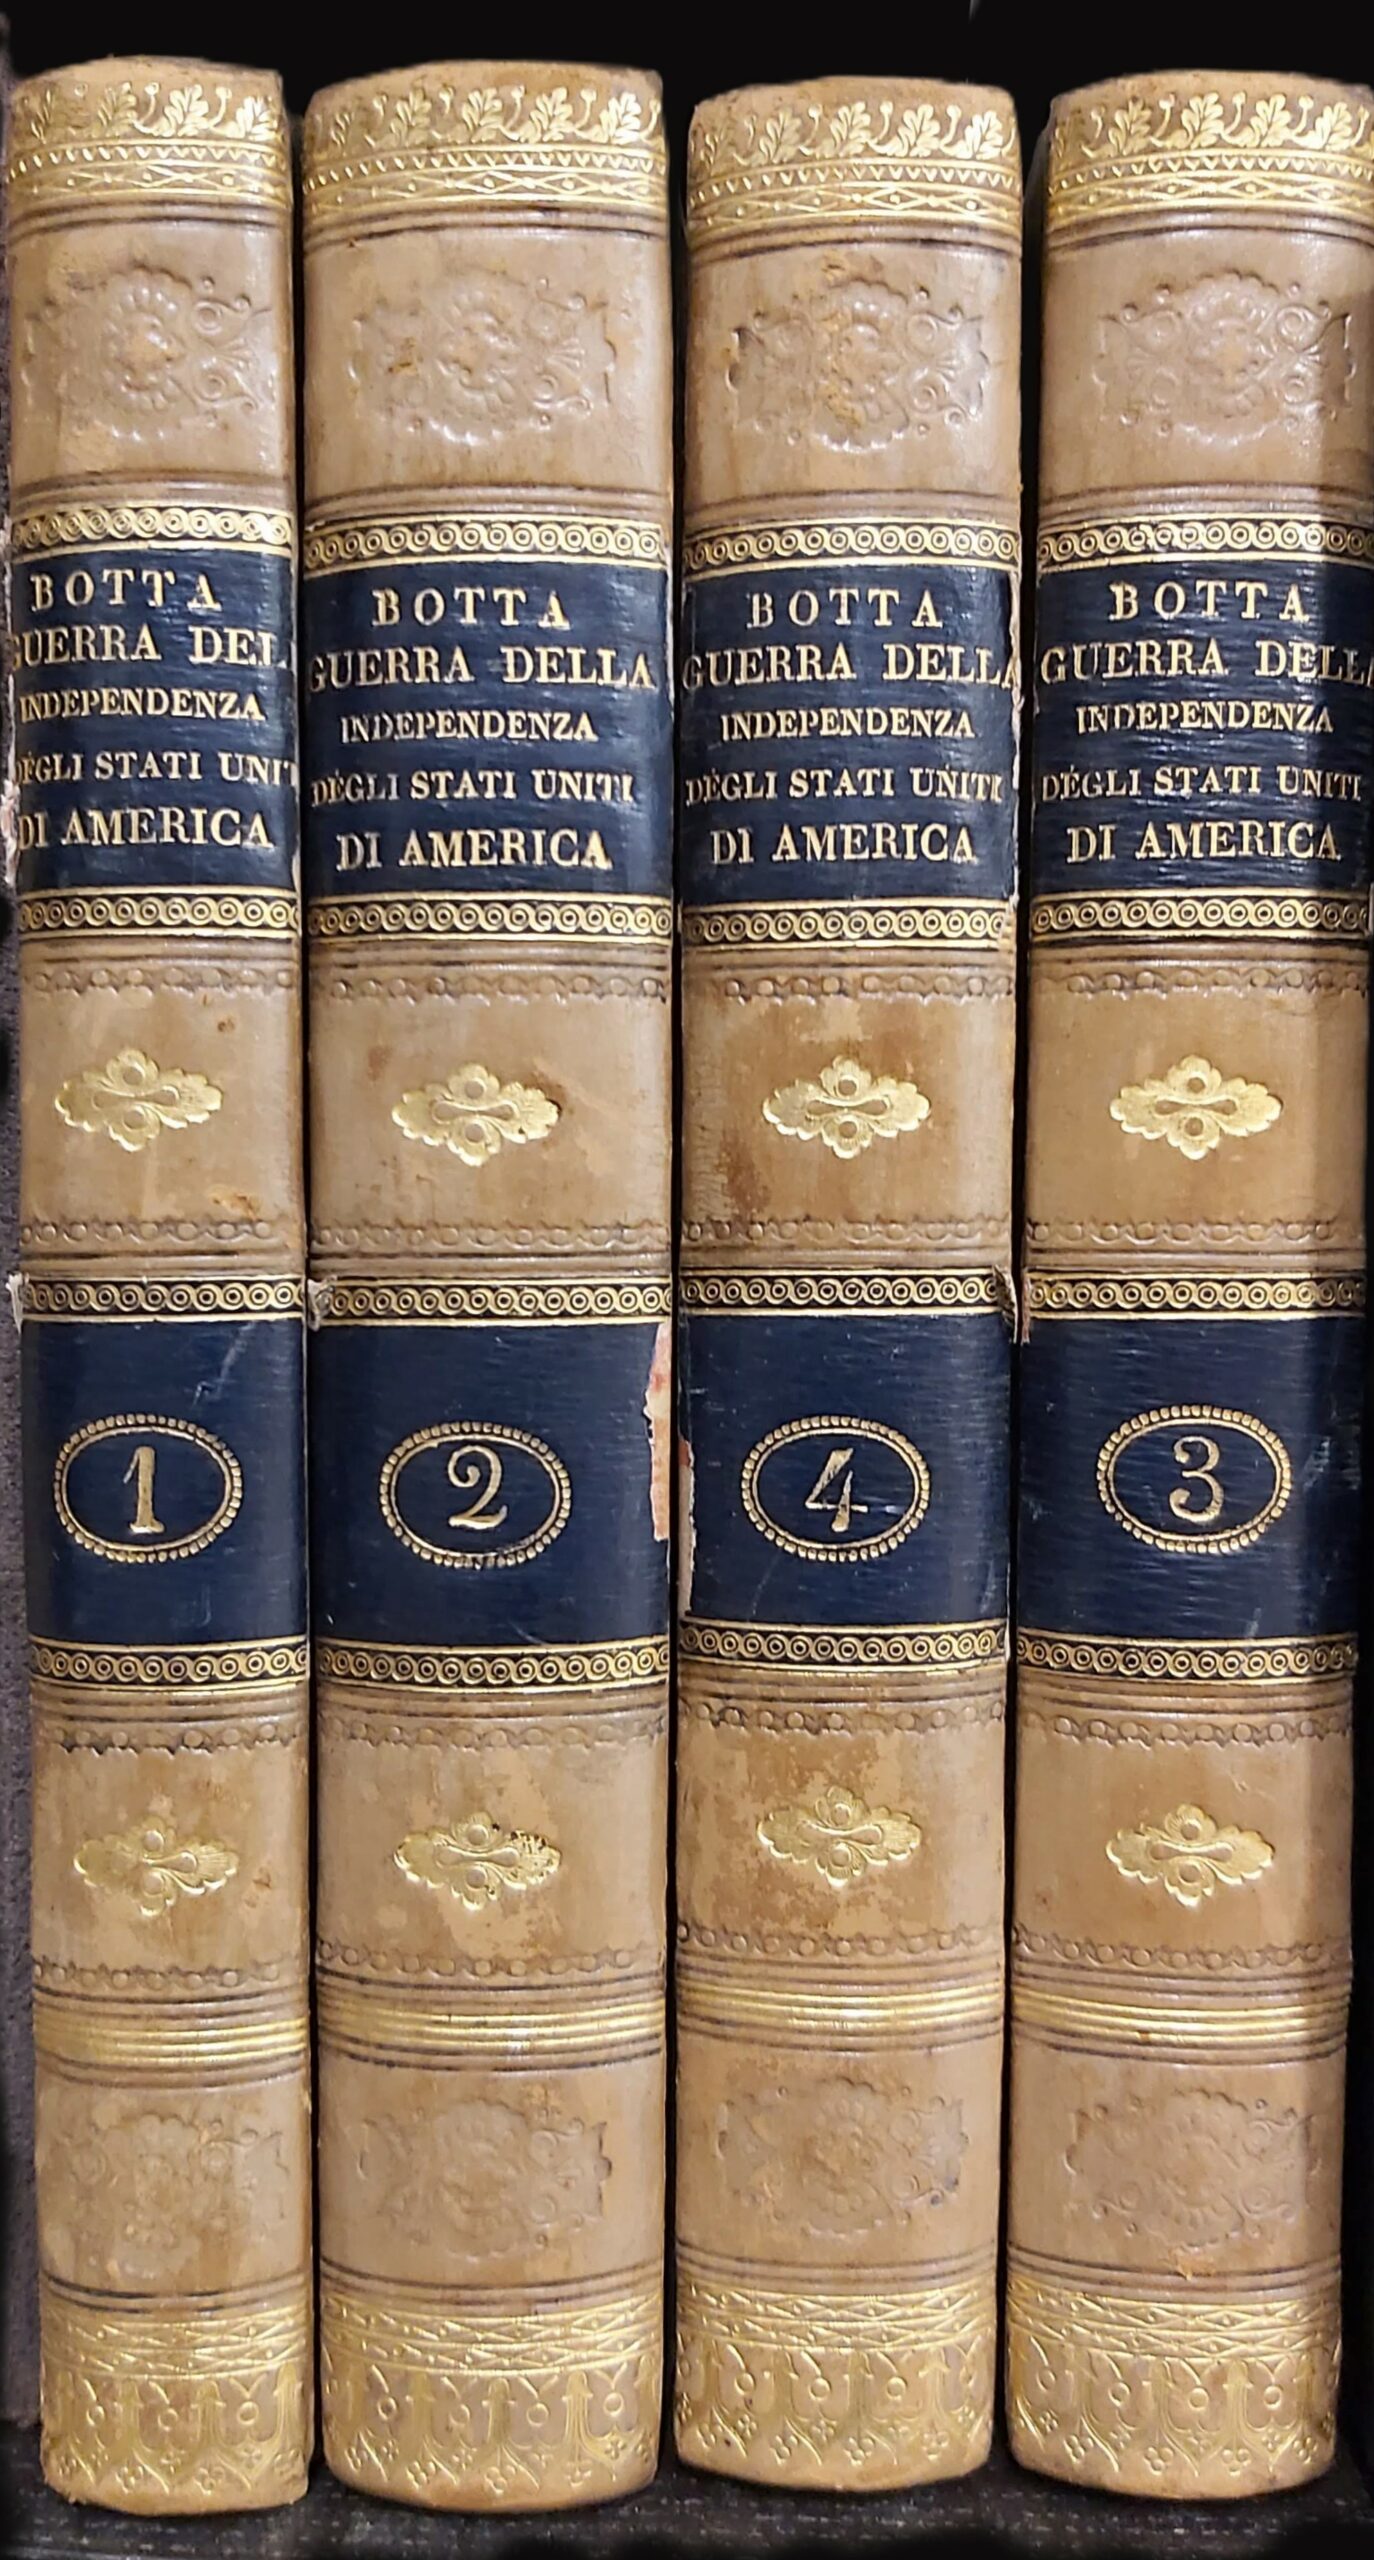 BOTTA
GUERRA DELL
INDEPENDENZA
DEGLI STATI UNIT
DI AMERICA
1
BOTTA
GUERRA DELLA
INDEPENDENZA
DEGLI STATI UNITI
DI AMERICA
2
BOTTA
GUERRA DELLA
INDEPENDENZA
DEGLI STATI UNITI
DI AMERICA
4
BOTTA
GUERRA DELLA
INDEPENDENZA
DEGLI STATI UNITI
DI AMERICA
3